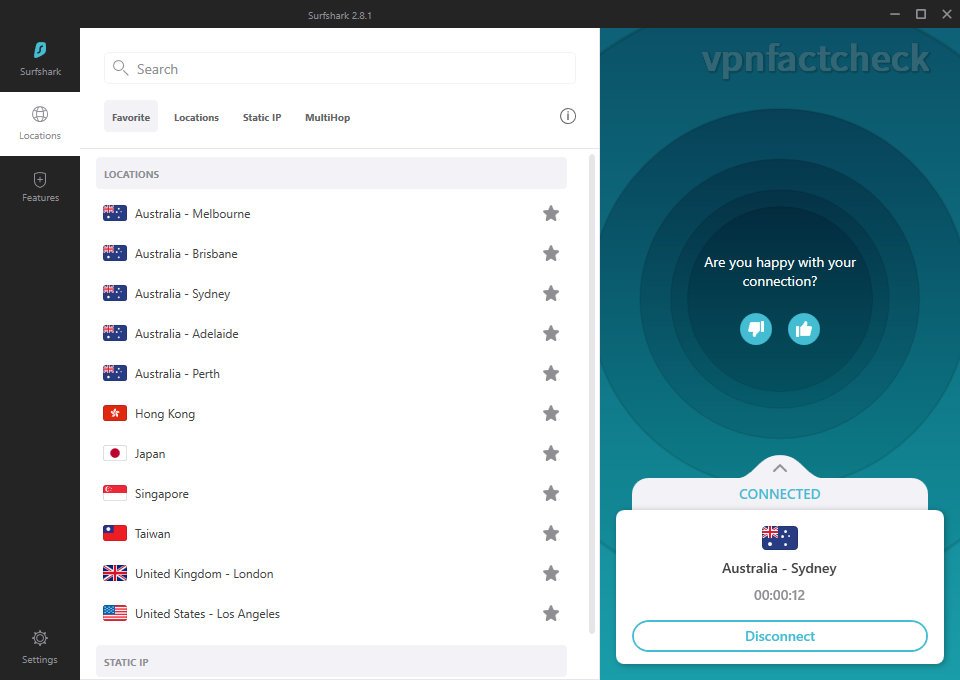 Surfshark 2.8.1
Surfshark
Locations
Features
Settings
Search
Favorite
Locations
Static IP
MultiHop
LOCATIONS
Australia - Melbourne
Australia - Brisbane
Australia - Sydney
Australia - Adelaide
Australia - Perth
Hong Kong
Japan
Singapore
Taiwan
United Kingdom - London
United States - Los Angeles
STATIC IP
vpnfactcheck
Are you happy with your
connection?
CONNECTED
Australia - Sydney
00:00:12
Disconnect